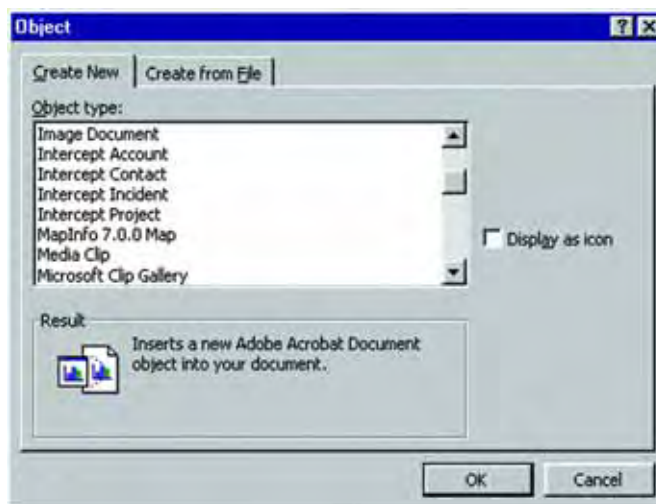 Object
Create New
Create from File
Object type:
Image Document
Intercept Account
Intercept Contact
Intercept Incident
Intercept Project
MapInfo 7.0.0 Map
Media Clip
Microsoft Clip Gallery
Display as icon
Result
Inserts a new Adobe Acrobat Document
object into your document.
OK
Cancel